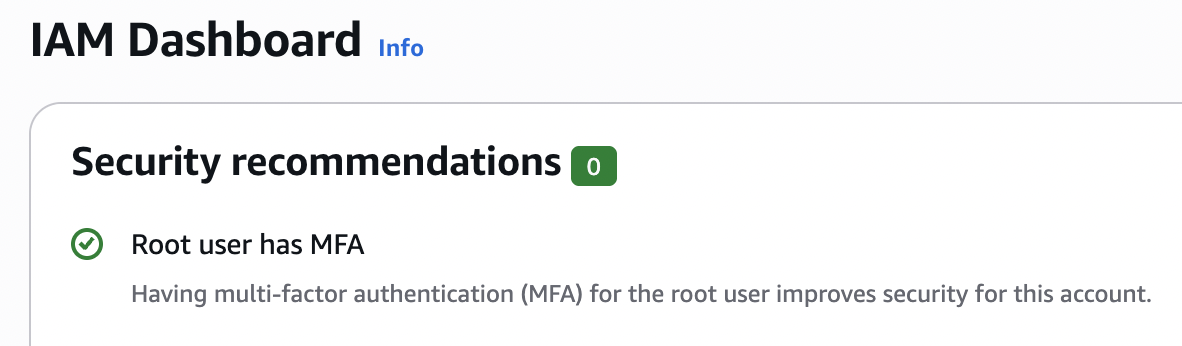 IAM Dashboard Info
Security recommendations 0
Root user has MFA
Having multi-factor authentication (MFA) for the root user improves security for this account.